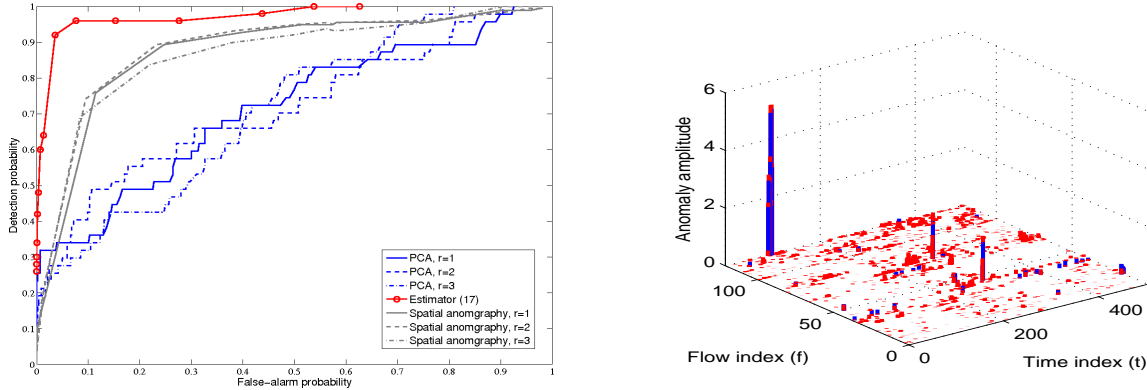 1
0.9
0.8
0.7
0.6
0.5
0.4
0.3
0.2
0.1
0
Detection probability
0 0.1 0.2 0.3 0.4 0.5 0.6 0.7 0.8 0.9 1
False-alarm probability
PCA, r=1
PCA, r=2
PCA, r=3
Estimator (17)
Spatial anomgraphy, r=1
Spatial anomgraphy, r=2
Spatial anomgraphy, r=3
6
4
2
0
Anomaly amplitude
100
50
0
Flow index (f)
0
200
400
Time index (t)